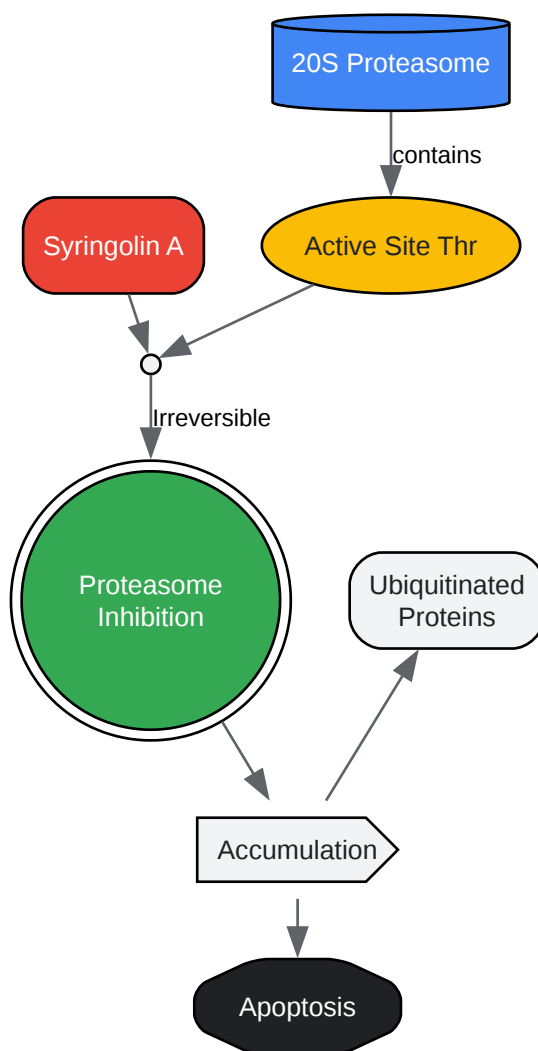 20S Proteasome
contains
Syringolin A
Active Site Thr
Irreversible
Proteasome
Inhibition
Ubiquitinated
Proteins
Accumulation
Apoptosis